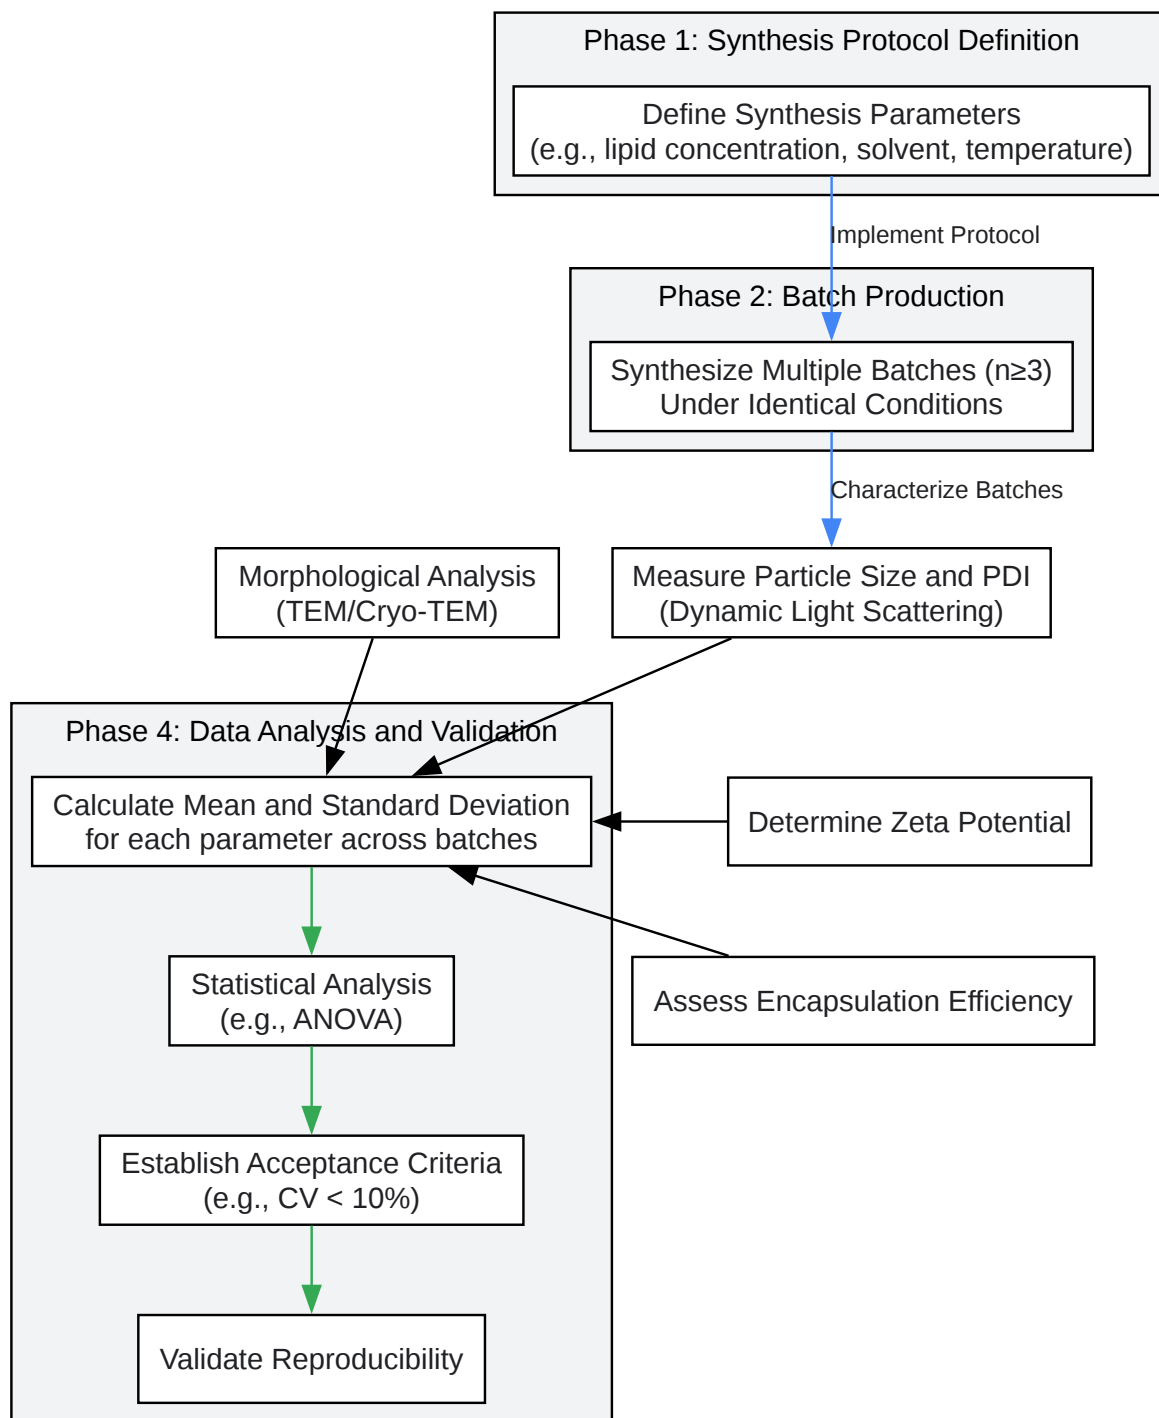 Phase 1: Synthesis Protocol Definition
Define Synthesis Parameters
(e.g., lipid concentration, solvent, temperature)
Implement Protocol
Phase 2: Batch Production
Synthesize Multiple Batches (n≥3)
Under Identical Conditions
Characterize Batches
Morphological Analysis
(TEM/Cryo-TEM)
Measure Particle Size and PDI
(Dynamic Light Scattering)
Phase 4: Data Analysis and Validation
Calculate Mean and Standard Deviation
for each parameter across batches
Determine Zeta Potential
Statistical Analysis
(e.g., ANOVA)
Assess Encapsulation Efficiency
Establish Acceptance Criteria
(e.g., CV < 10%)
Validate Reproducibility